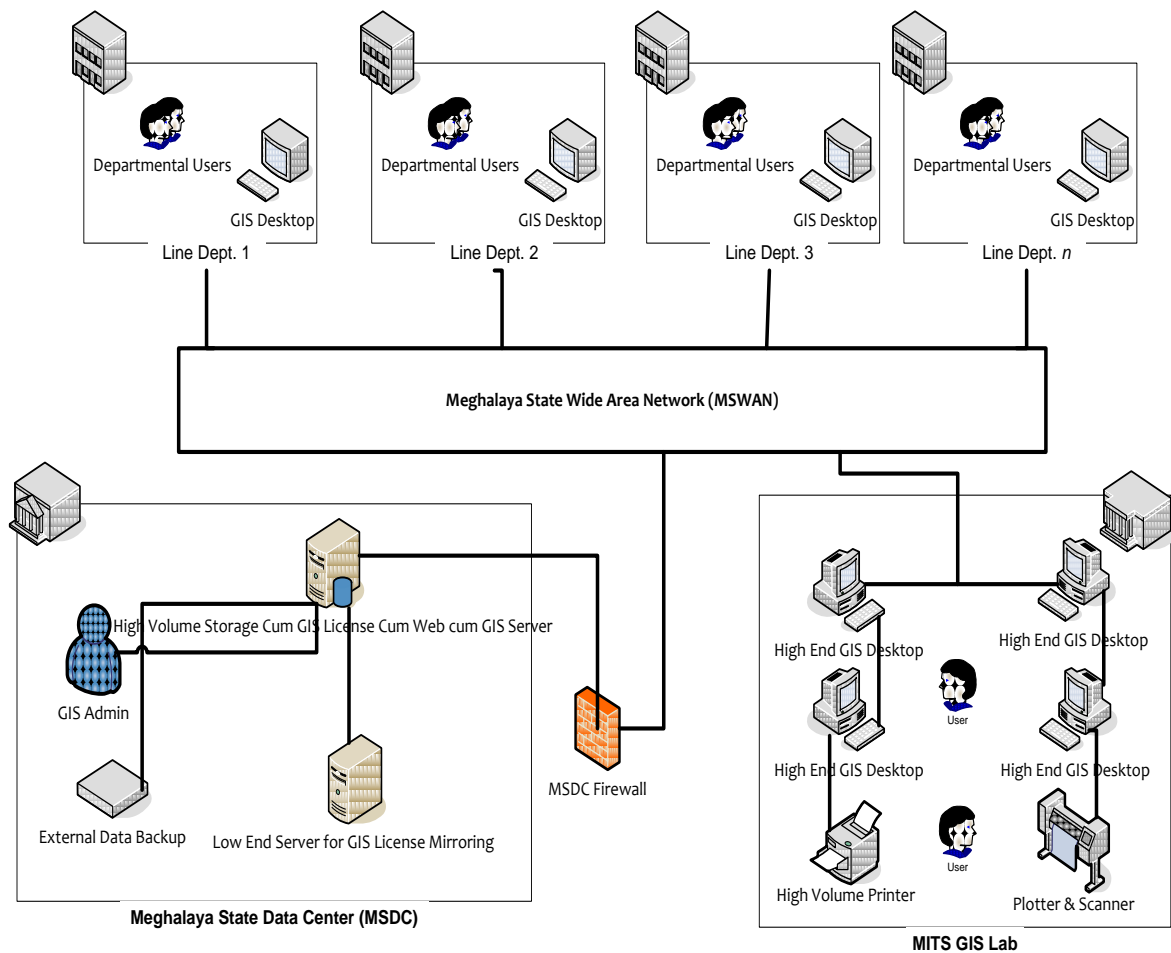 Departmental Users
GIS Desktop
Line Dept. 1
Departmental Users
GIS Desktop
Line Dept. 2
Departmental Users
GIS Desktop
Line Dept. 3
Departmental Users
GIS Desktop
Line Dept. n
Meghalaya State Wide Area Network (MSWAN)
High Volume Storage Cum GIS License Cum Web cum GIS Server
GIS Admin
External Data Backup
Low End Server for GIS License Mirroring
Meghalaya State Data Center (MSDC)
MSDC Firewall
High End GIS Desktop
High End GIS Desktop
User
High End GIS Desktop
High End GIS Desktop
User
High Volume Printer
Plotter & Scanner
MITS GIS Lab